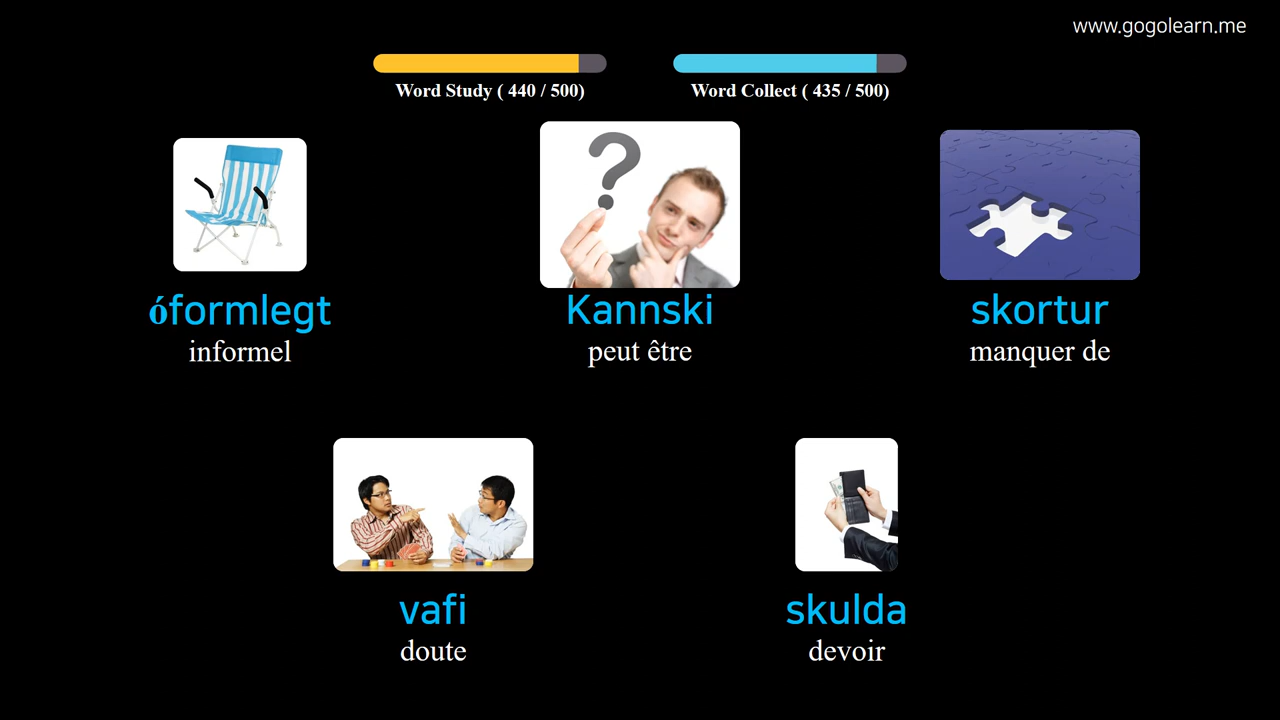 www.gogolearn.me
Word Study ( 440 / 500)
Word Collect ( 435 / 500)
óformlegt
informel
Kannski
peut être
skortur
manquer de
vafi
doute
skulda
devoir